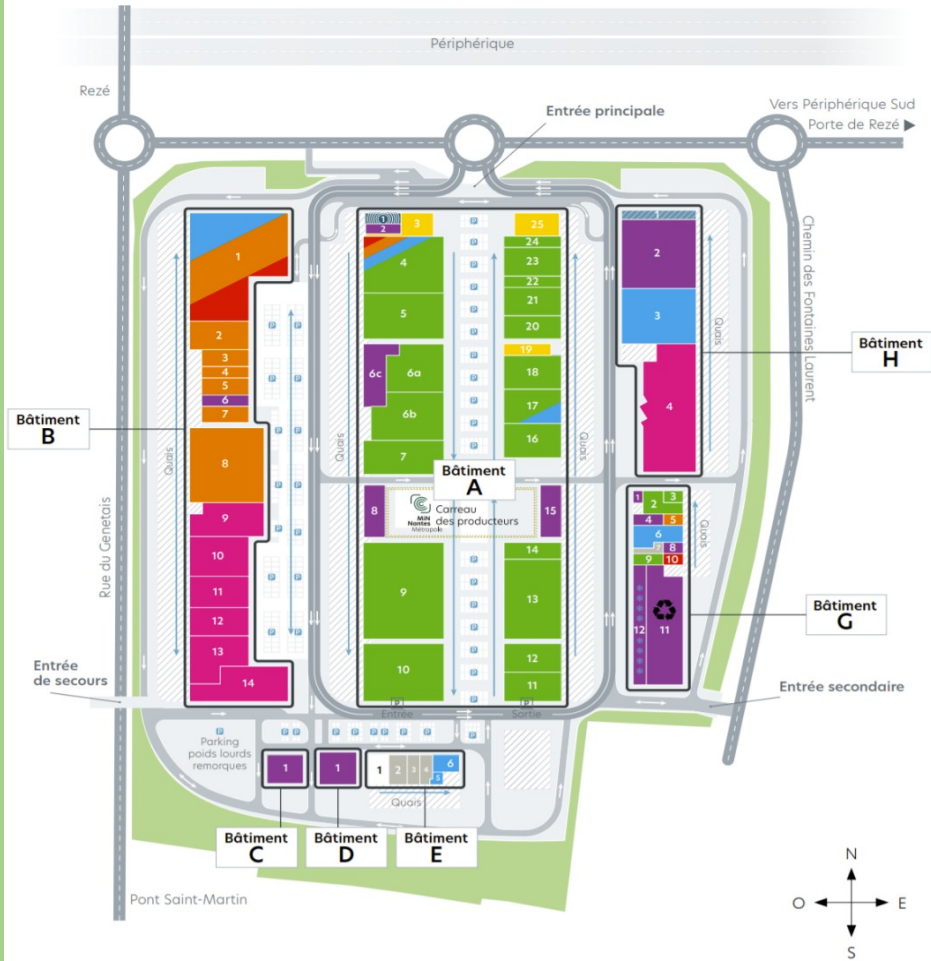 Périphérique
Rezé
Entrée principale
Vers Périphérique Sud
Porte de Rezé
Chemin des Fontaines Laurent
Rue du Genetais
Bâtiment
B
1
2
3
4
5
6
7
8
9
10
11
12
13
14
Quais
P
Bâtiment
A
1
2
3
4
5
6c
6a
6b
7
8
MiN
Nantes
Métropole
Carreau
des producteurs
15
9
10
25
24
23
22
21
20
19
18
17
16
14
13
12
11
Quais
Quais
P
Entrée
P
Sortie
Bâtiment
H
2
3
4
Quais
Bâtiment
G
1
2
3
4
5
6
7
8
9
10
12
11
Quais
Entrée
de secours
Entrée secondaire
P
Parking
poids lourds
remorques
1
1
1
2
3
4
5
6
Quais
Bâtiment
C
Bâtiment
D
Bâtiment
E
Pont Saint-Martin
N
O
E
S